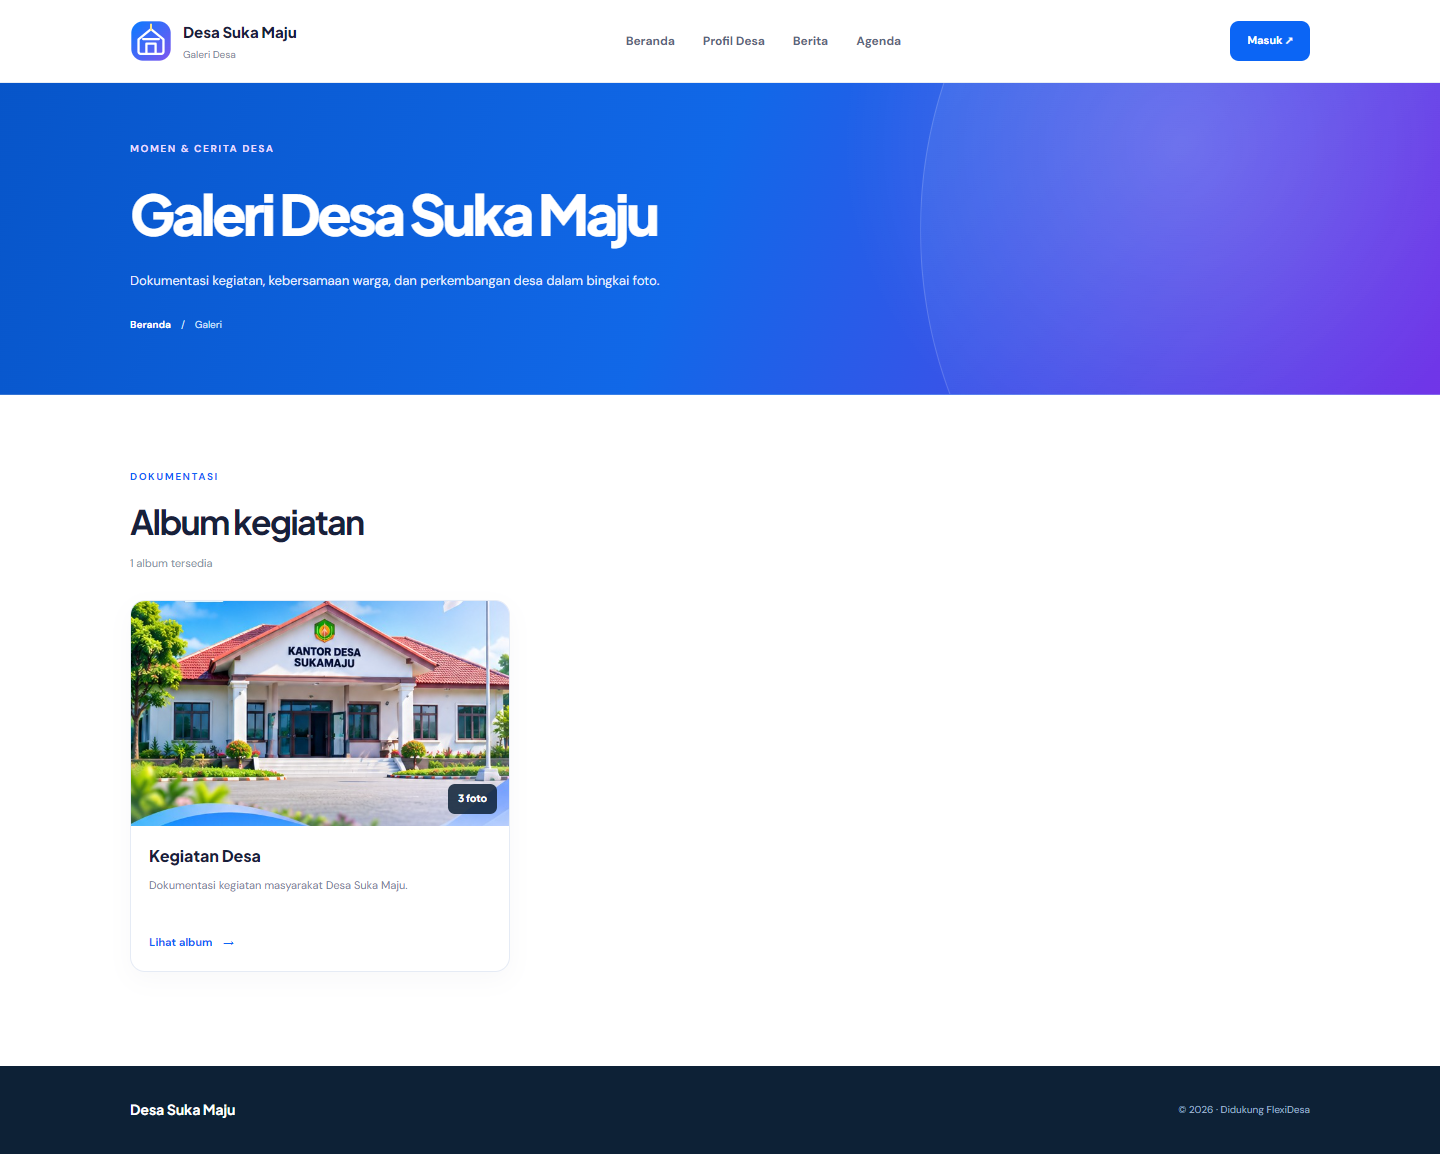 Desa Suka Maju
Galeri Desa
Beranda
Profil Desa
Berita
Agenda
Masuk ↗
MOMEN & CERITA DESA
Galeri Desa Suka Maju
Dokumentasi kegiatan, kebersamaan warga, dan perkembangan desa dalam bingkai foto.
Beranda / Galeri
DOKUMENTASI
Album kegiatan
1 album tersedia
KANTOR DESA
SUKAMAJU
3 foto
Kegiatan Desa
Dokumentasi kegiatan masyarakat Desa Suka Maju.
Lihat album →
Desa Suka Maju
© 2026 · Didukung FlexiDesa